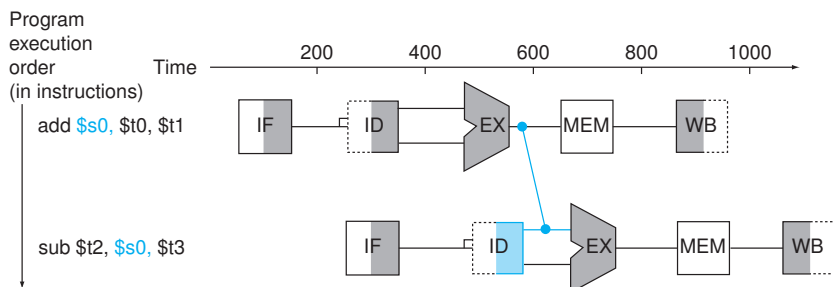 Program
execution
order
(in instructions)
Time
200 400 600 800 1000
add $s0, $t0, $t1
IF ID EX MEM WB
sub $t2, $s0, $t3
IF ID EX MEM WB